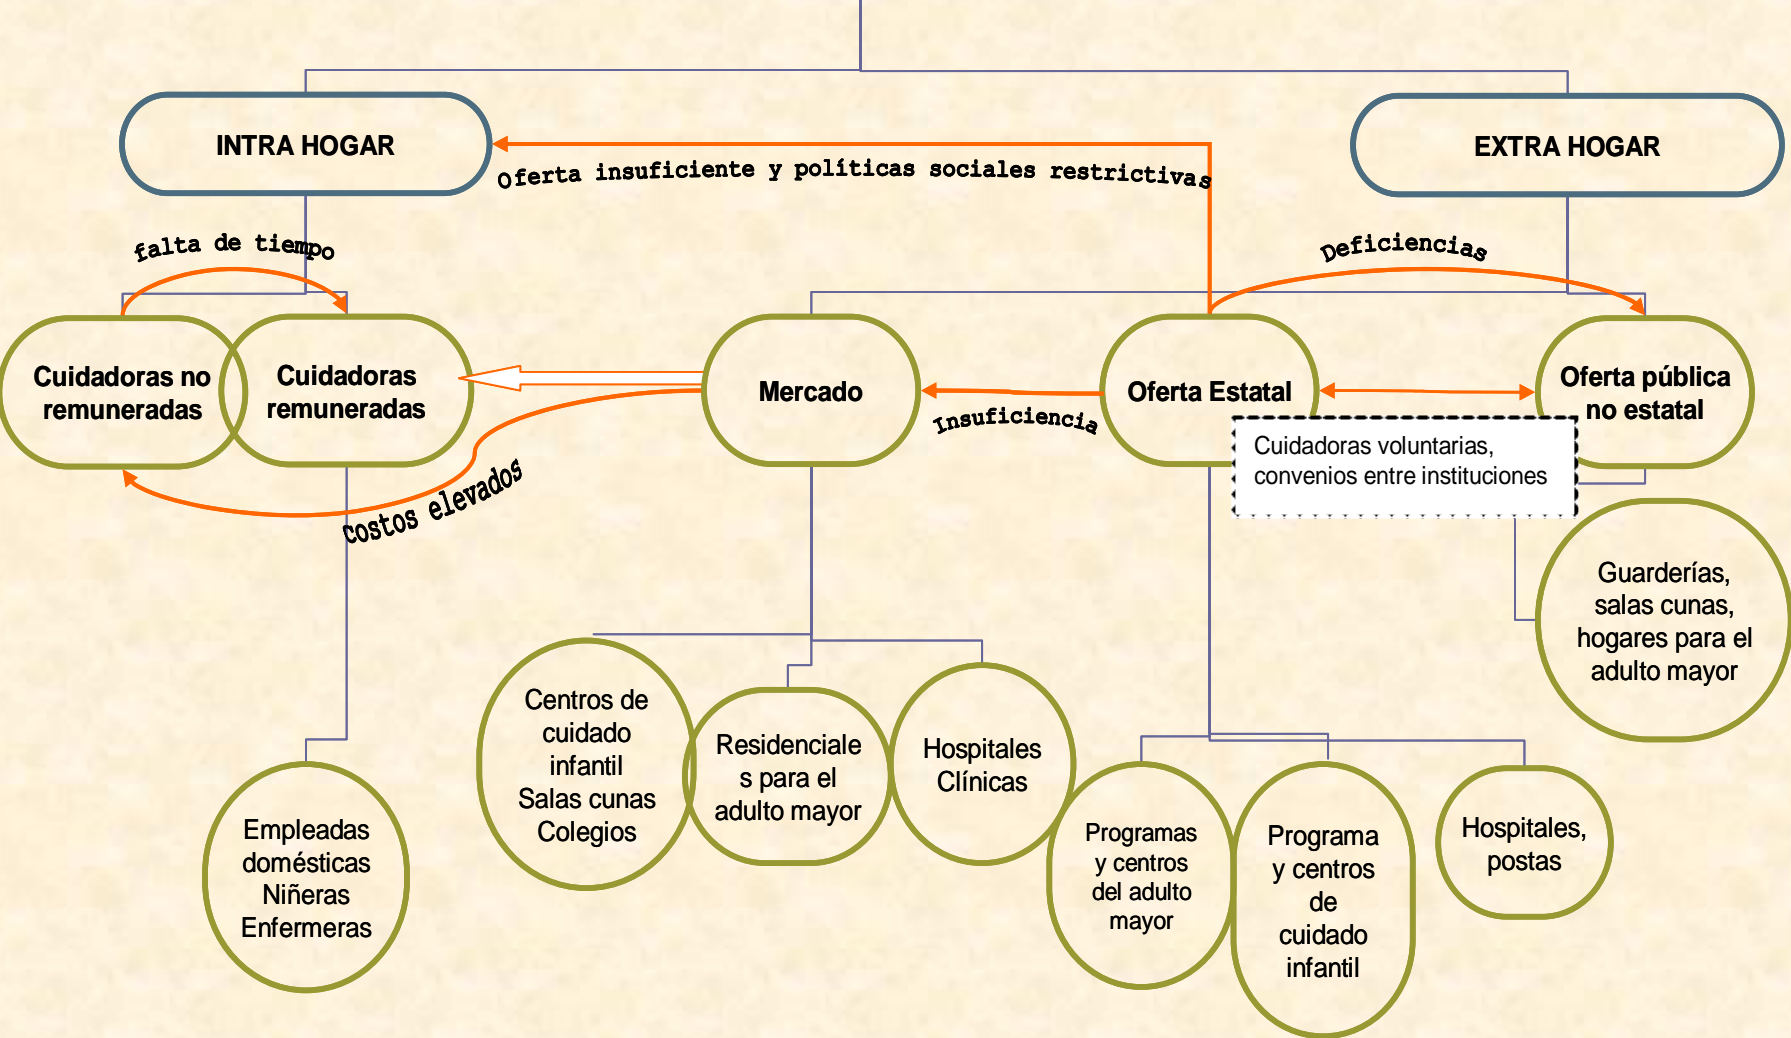 INTRA HOGAR
EXTRA HOGAR
Oferta insuficiente y políticas sociales restrictivas
falta de tiempo
Deficiencias
Cuidadoras no
remuneradas
Cuidadoras
remuneradas
Mercado
Insuficiencia
Oferta Estatal
Oferta pública
no estatal
Cuidadoras voluntarias,
convenios entre instituciones
costos elevados
Guarderías,
salas cunas,
hogares para el
adulto mayor
Centros de
cuidado
infantil
Salas cunas
Colegios
Residenciale
s para el
adulto mayor
Hospitales
Clínicas
Empleadas
domésticas
Niñeras
Enfermeras
Programas
y centros
del adulto
mayor
Programa
y centros
de
cuidado
infantil
Hospitales,
postas